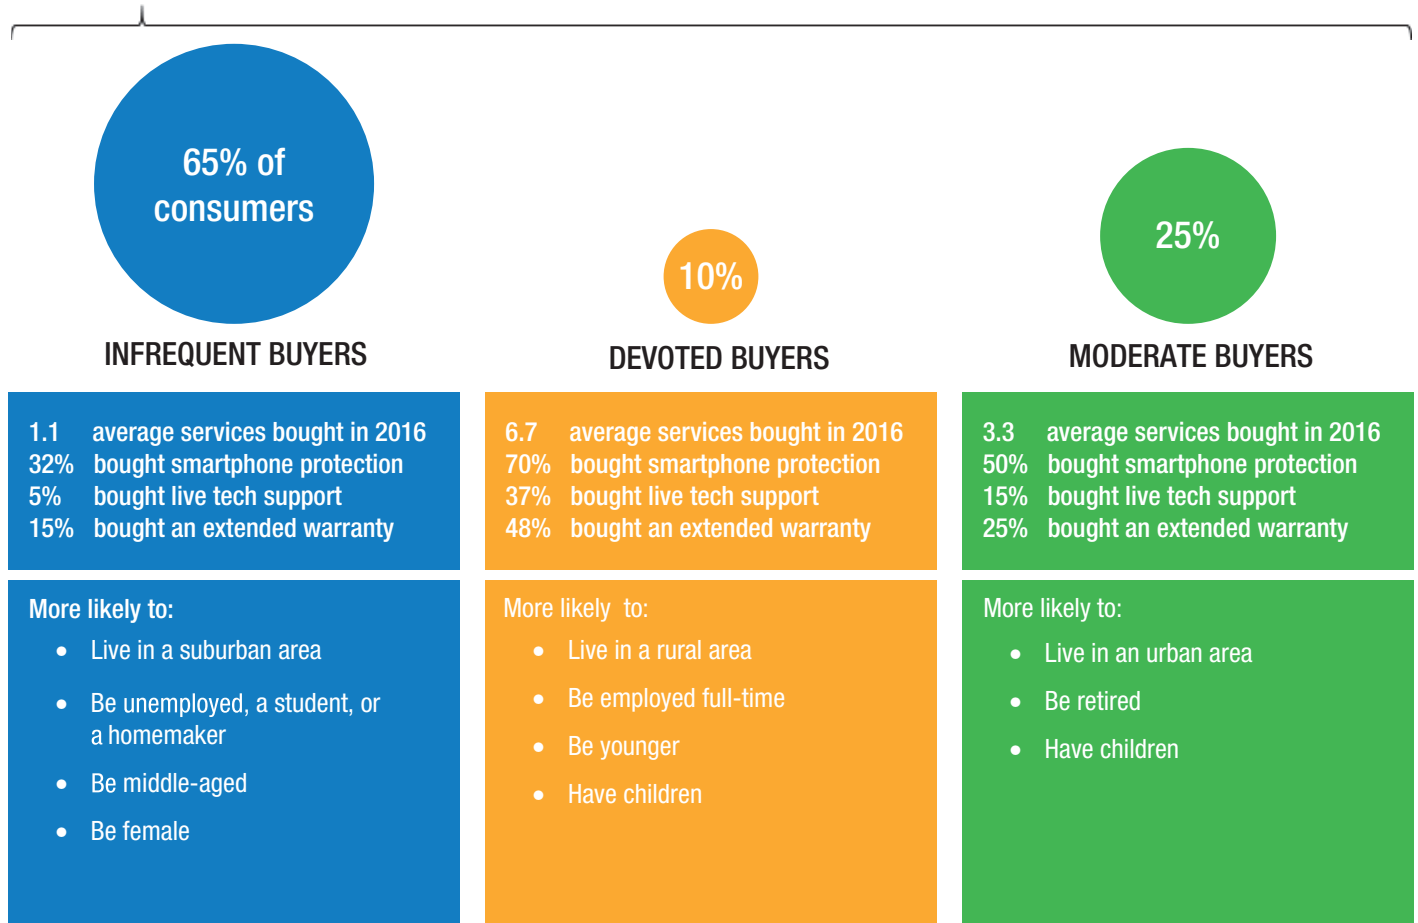 65% of
consumers
INFREQUENT BUYERS
1.1 average services bought in 2016
32% bought smartphone protection
5% bought live tech support
15% bought an extended warranty
More likely to:
• Live in a suburban area
• Be unemployed, a student, or
a homemaker
• Be middle-aged
• Be female
10%
DEVOTED BUYERS
6.7 average services bought in 2016
70% bought smartphone protection
37% bought live tech support
48% bought an extended warranty
More likely to:
• Live in a rural area
• Be employed full-time
• Be younger
• Have children
25%
MODERATE BUYERS
3.3 average services bought in 2016
50% bought smartphone protection
15% bought live tech support
25% bought an extended warranty
More likely to:
• Live in an urban area
• Be retired
• Have children